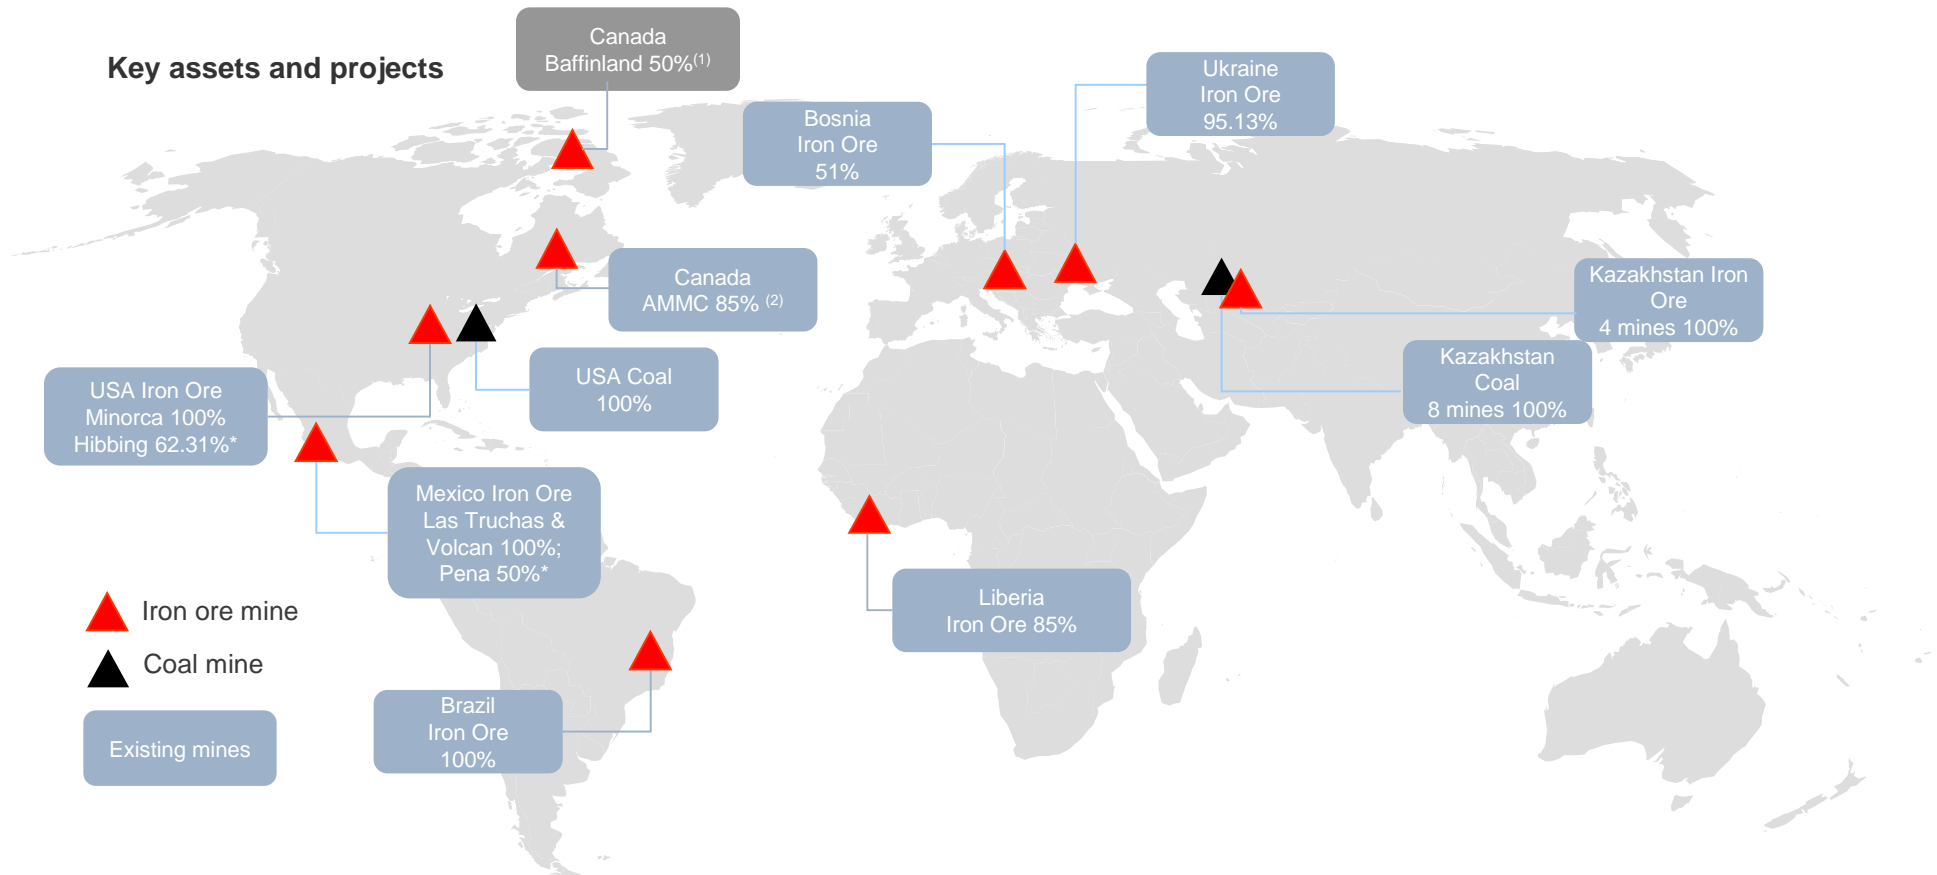 Key assets and projects
Canada
Baffinland 50%(1)
Ukraine
Iron Ore
95.13%
Bosnia
Iron Ore
51%
Canada
AMMC 85% (2)
Kazakhstan Iron
Ore
4 mines 100%
Kazakhstan
Coal
8 mines 100%
USA Coal
100%
USA Iron Ore
Minorca 100%
Hibbing 62.31%*
Mexico Iron Ore
Las Truchas &
Volcan 100%;
Pena 50%*
Liberia
Iron Ore 85%
Iron ore mine
Coal mine
Brazil
Iron Ore
100%
Existing mines